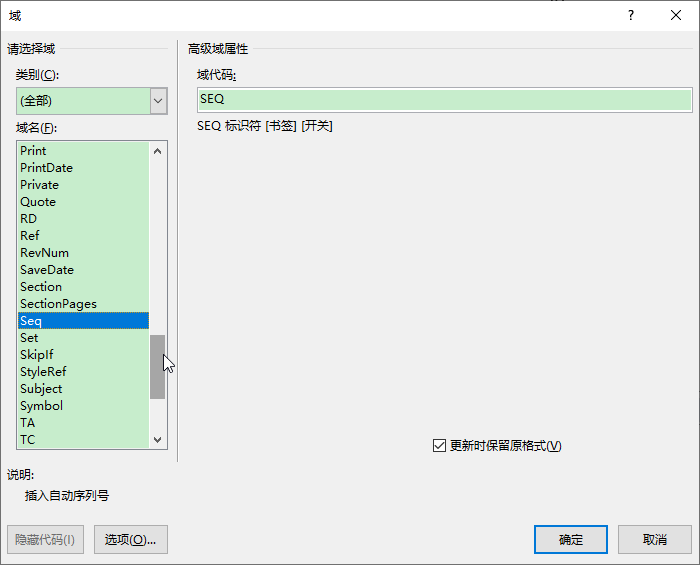 域
?
请选择域
类别(C):
(全部)
域名(F):
Print
PrintDate
Private
Quote
RD
Ref
RevNum
SaveDate
Section
SectionPages
Seq
Set
SkipIf
StyleRef
Subject
Symbol
TA
TC
高级域属性
域代码:
SEQ
SEQ 标识符 [书签] [开关]
更新时保留原格式(V)
说明:
插入自动序列号
隐藏代码(I)
选项(O)...
确定
取消